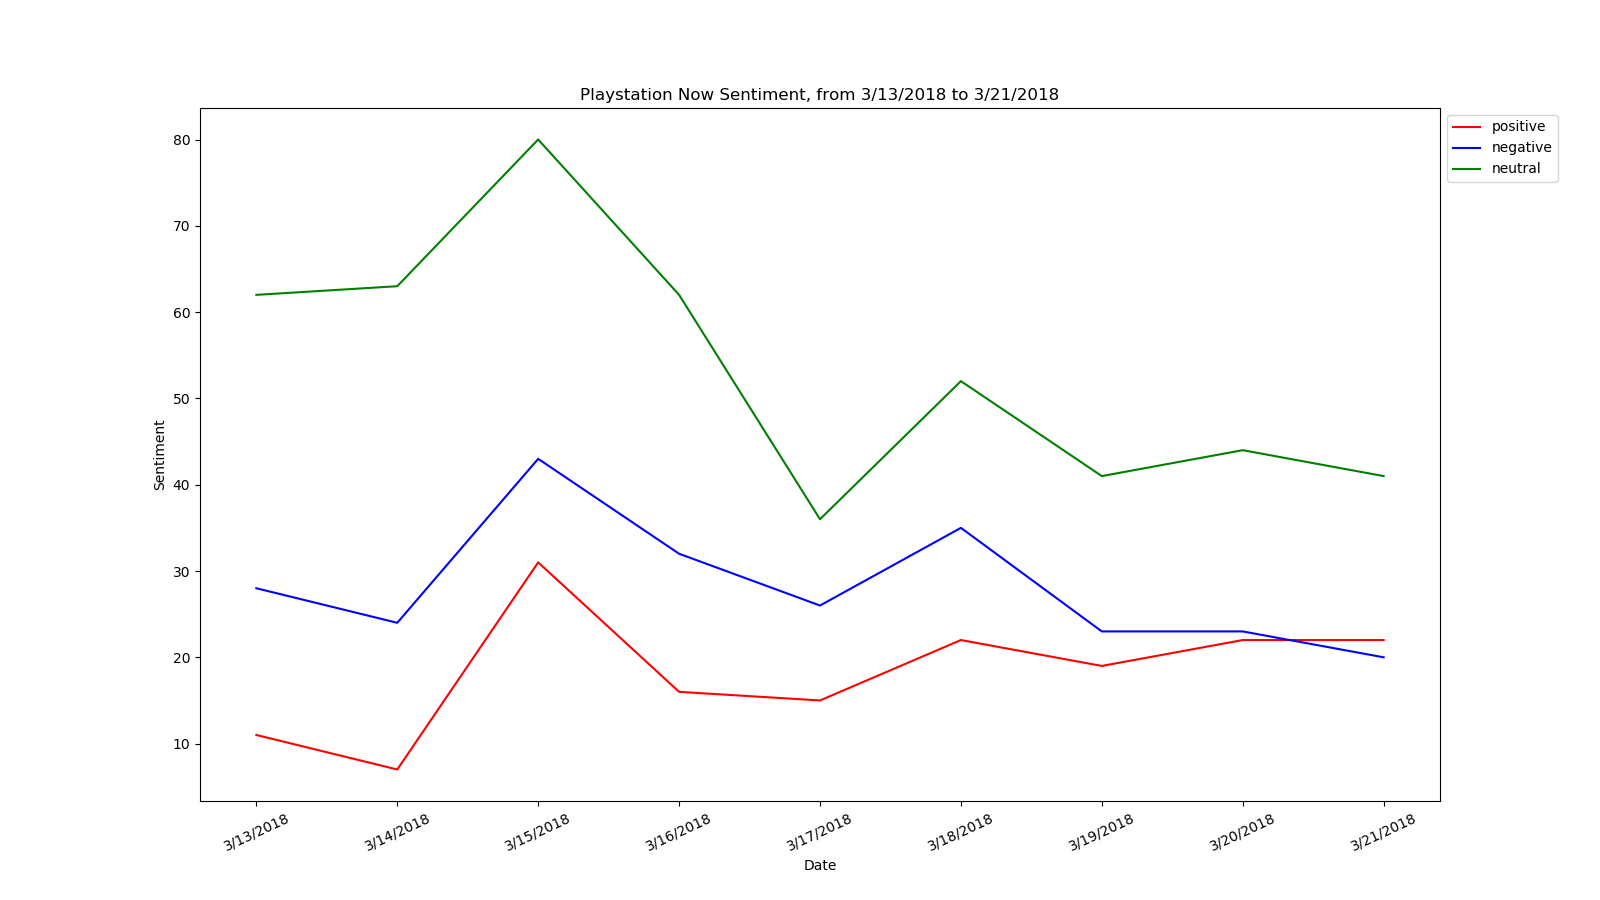 Playstation Now Sentiment, from 3/13/2018 to 3/21/2018
positive
negative
neutral
Sentiment
80
70
60
50
40
30
20
10
3/13/2018
3/14/2018
3/15/2018
3/16/2018
3/17/2018
3/18/2018
3/19/2018
3/20/2018
3/21/2018
Date